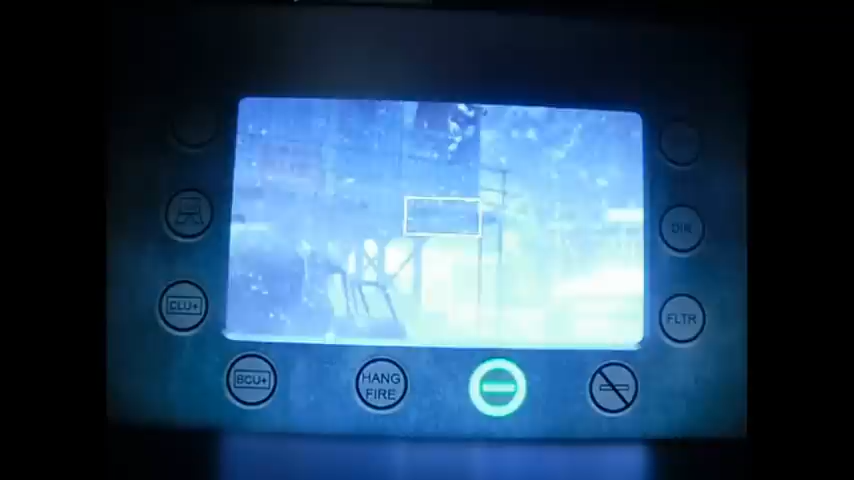 DIR
CLU+
FLTR
BCU+
HANG
FIRE